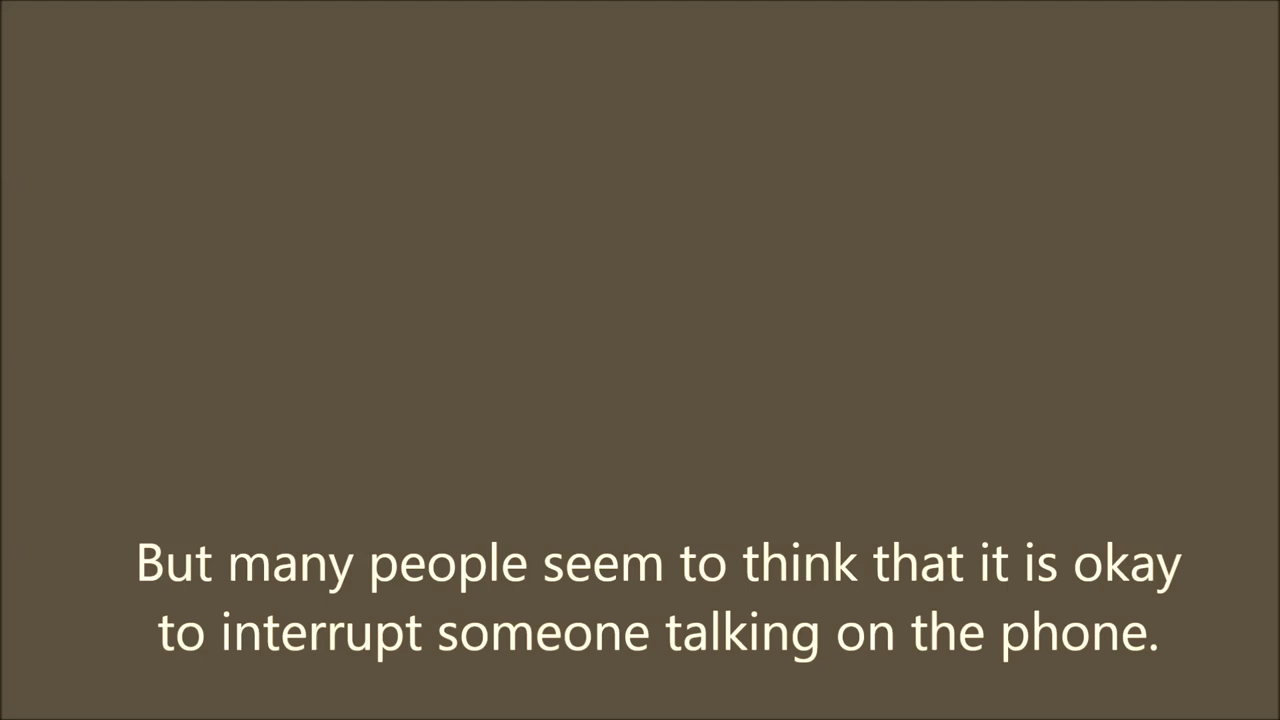 But many people seem to think that it is okay
to interrupt someone talking on the phone.